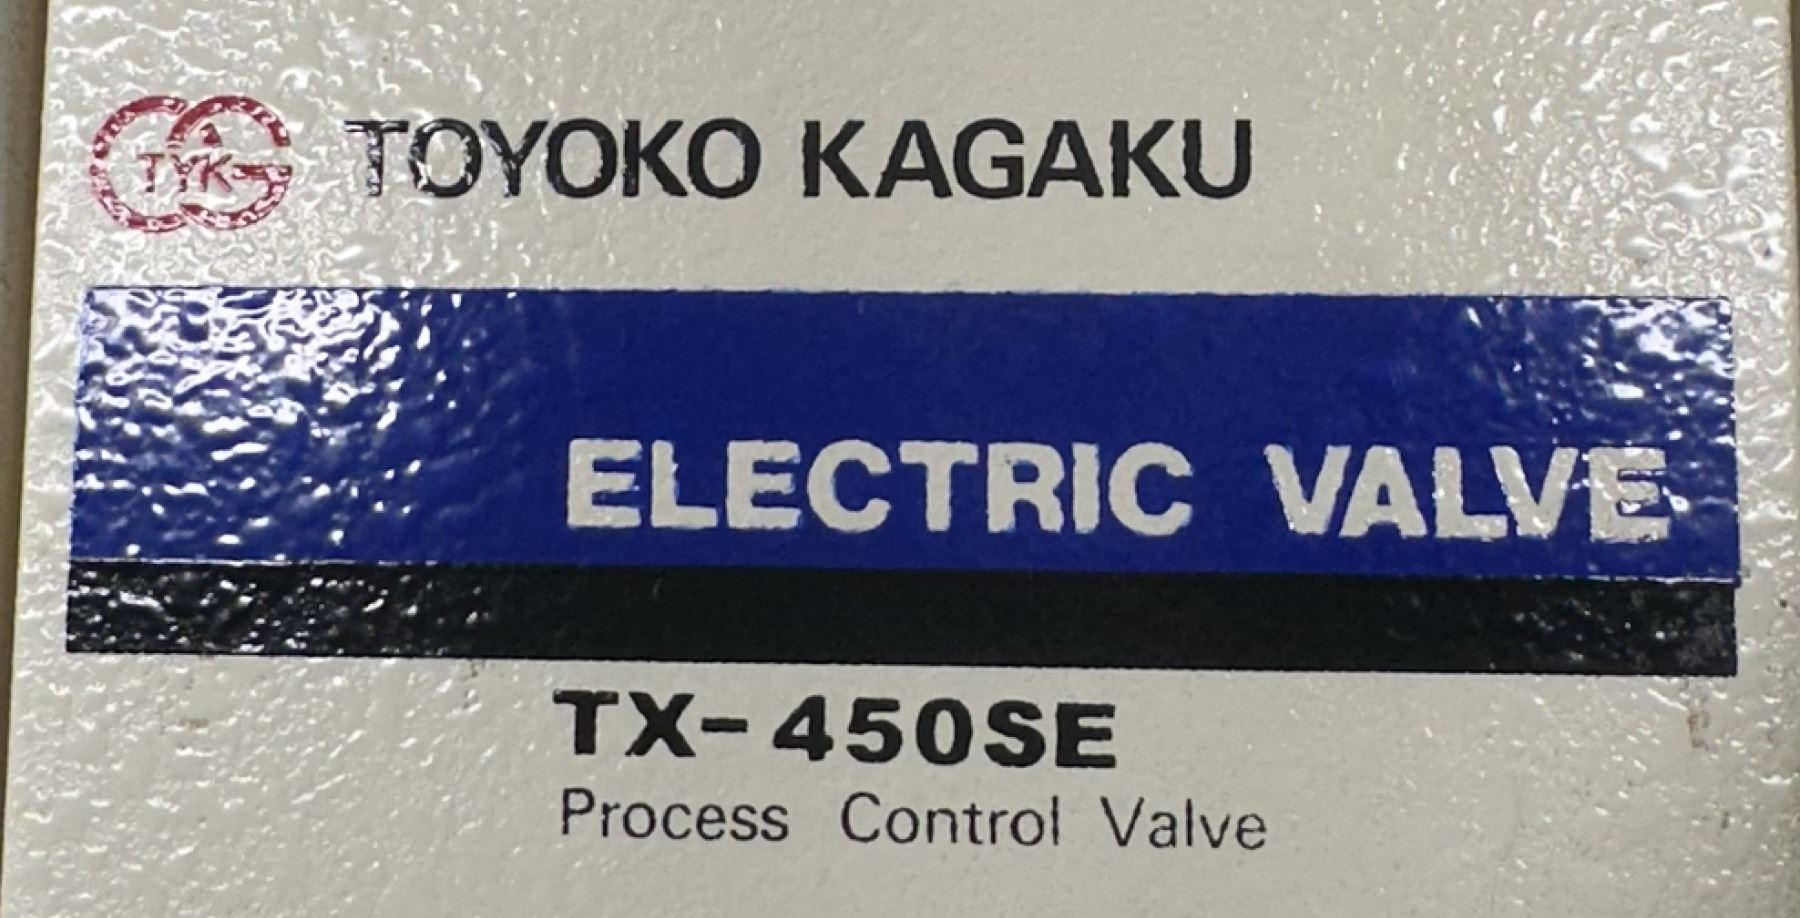 TYK
TOYOKO KAGAKU
ELECTRIC VALVE
TX-450SE
Process Control Valve